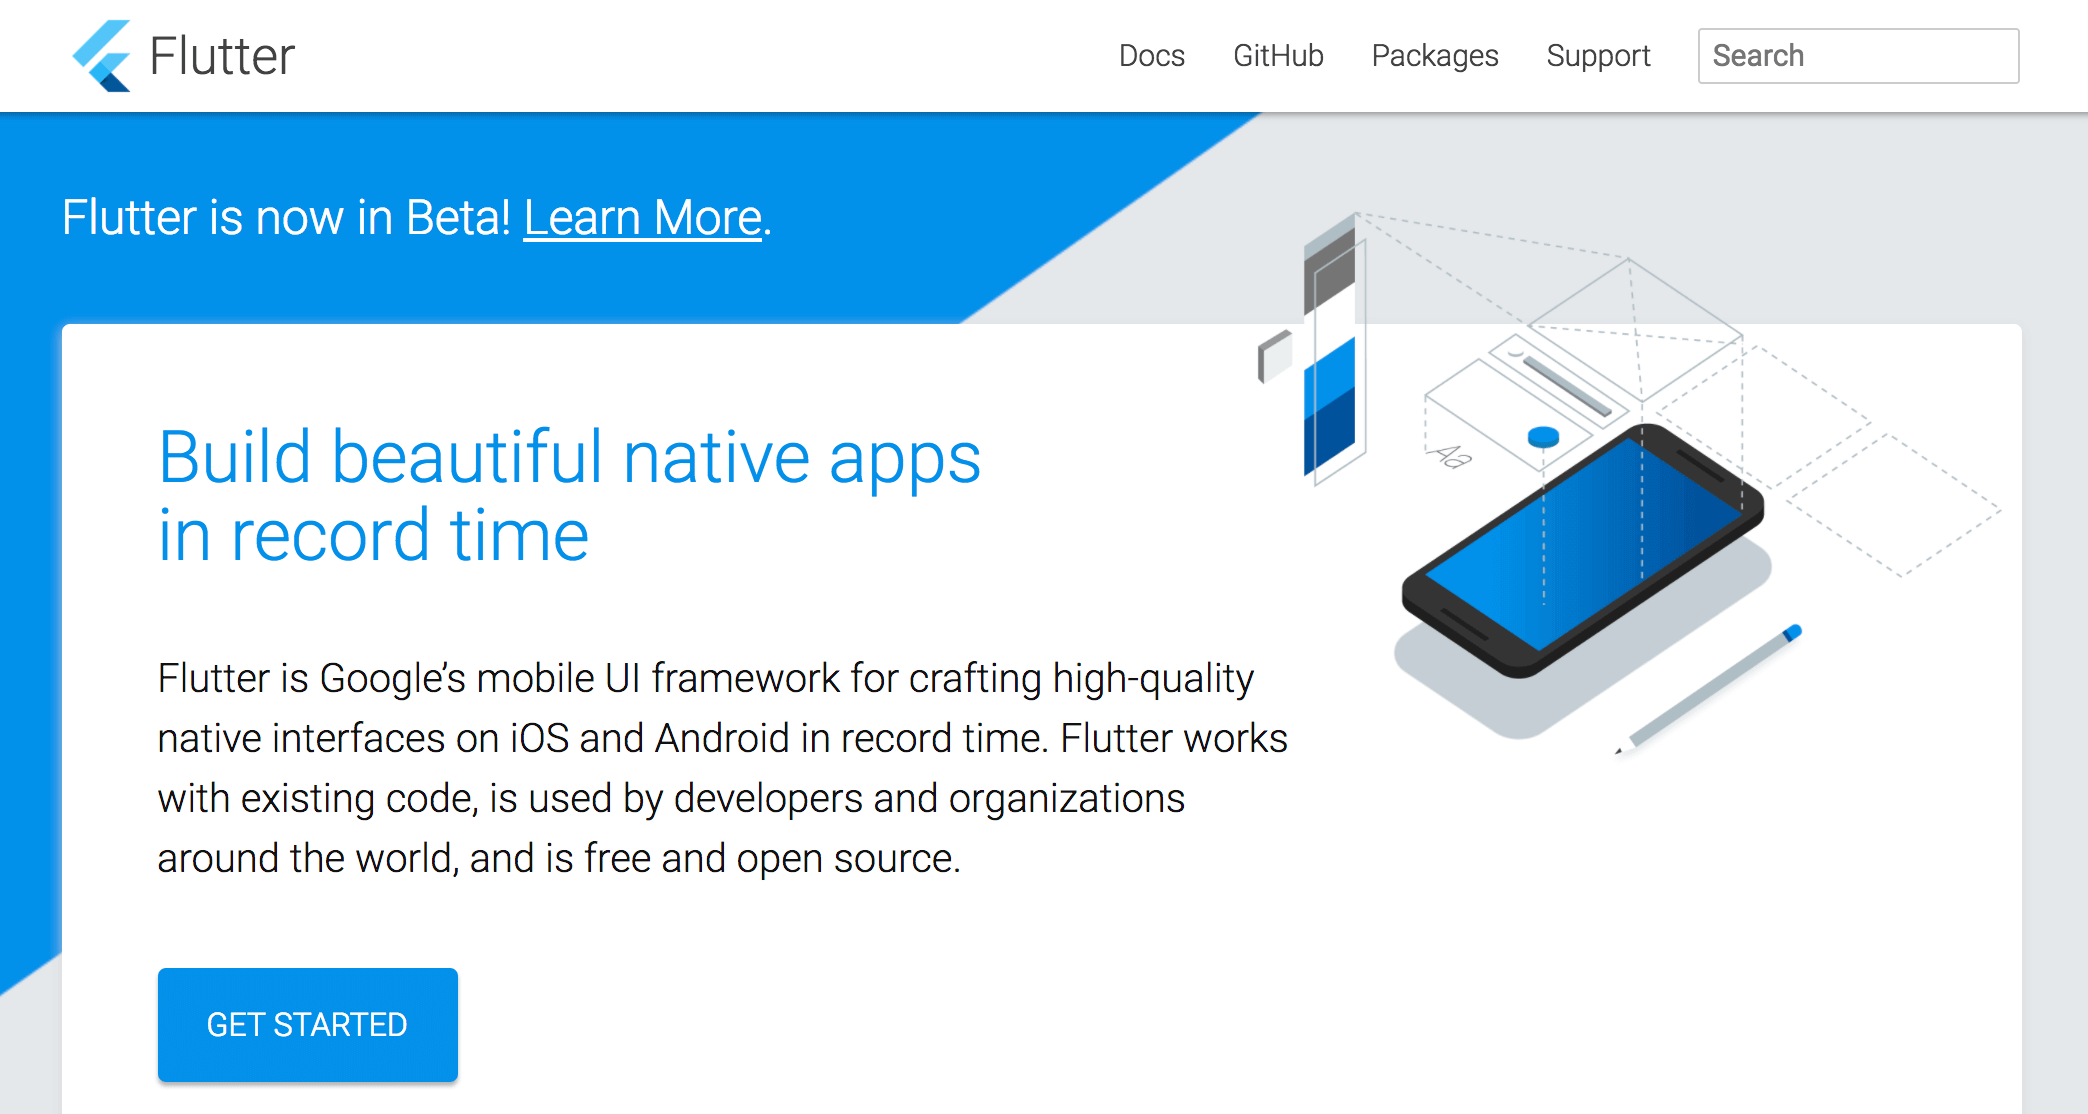 Flutter
Docs GitHub Packages Support Search
Flutter is now in Beta! Learn More.
Build beautiful native apps
in record time
Aa
Flutter is Google’s mobile UI framework for crafting high-quality
native interfaces on iOS and Android in record time. Flutter works
with existing code, is used by developers and organizations
around the world, and is free and open source.
GET STARTED